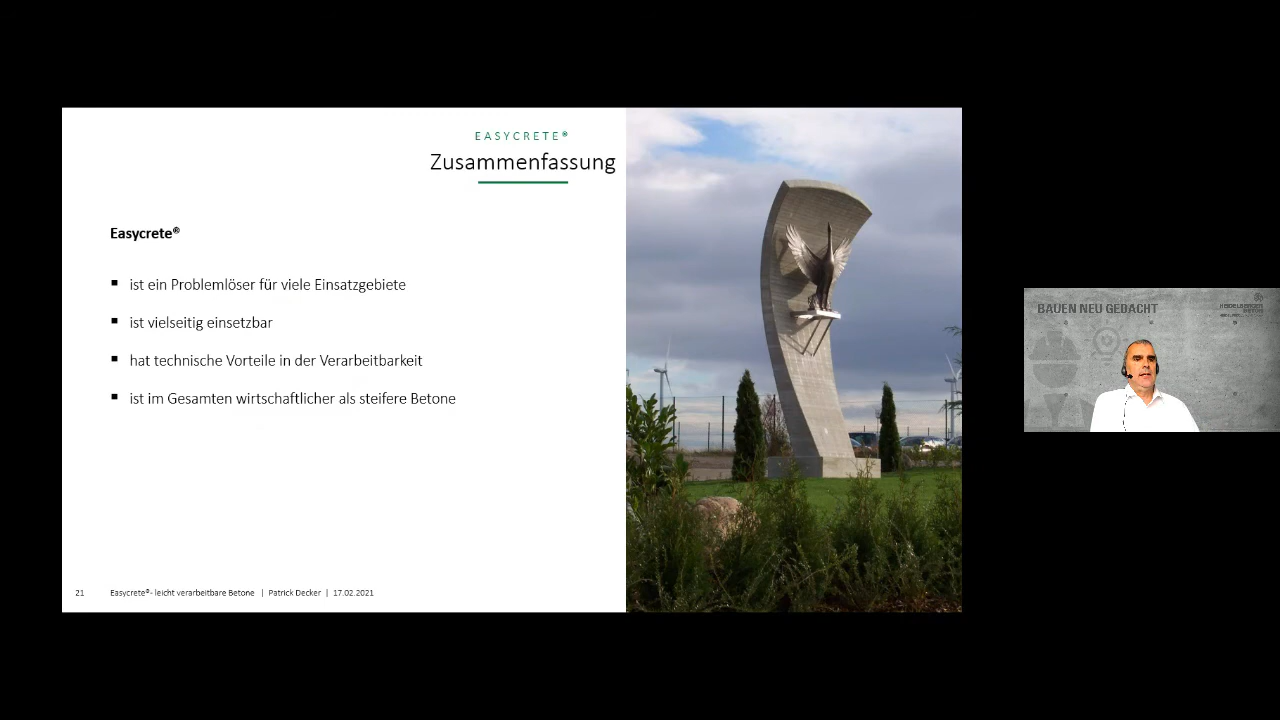 EASYCRETE®
Zusammenfassung
Easycrete®
▪ ist ein Problemlöser für viele Einsatzgebiete
▪ ist vielseitig einsetzbar
▪ hat technische Vorteile in der Verarbeitbarkeit
▪ ist im Gesamten wirtschaftlicher als steifere Betone
21 Easycrete®- leicht verarbeitbare Betone | Patrick Decker | 17.02.2021
BAUEN NEU GEDACHT
HEIDELBERGER
BETON